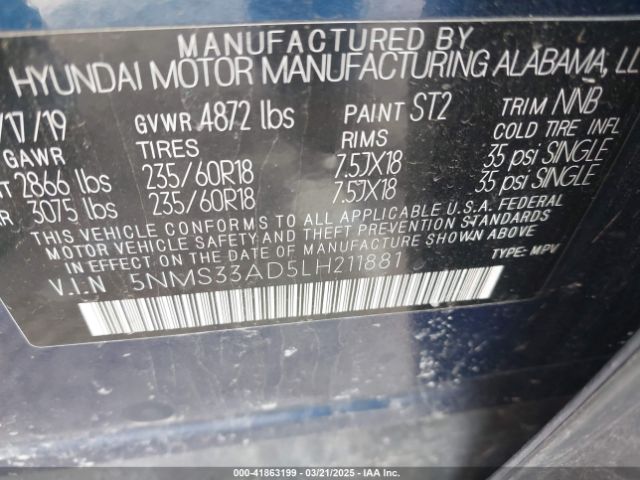 MANUFACTURED BY
HYUNDAI MOTOR MANUFACTURING ALABAMA, LL
/17/19 GVWR 4872 lbs PAINT ST2 TRIM NNB
GAWR TIRES RIMS COLD TIRE INFL
2866 lbs 235/60R18 7.5JX18 35 psi SINGLE
3075 lbs 235/60R18 7.5JX18 35 psi SINGLE
THIS VEHICLE CONFORMS TO ALL APPLICABLE U.S.A. FEDERAL
MOTOR VEHICLE SAFETY AND THEFT PREVENTION STANDARDS
IN EFFECT ON THE DATE OF MANUFACTURE SHOWN ABOVE.
V.I.N 5NMS33AD5LH211881 TYPE: MPV
000-41863199 — 03/21/2025 — IAA Inc.